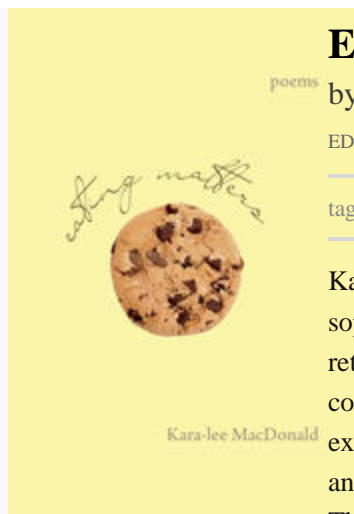 poems
eating matters
Kara-lee MacDonald
E
by
ED
tag
Ka
so
ret
co
ex
an